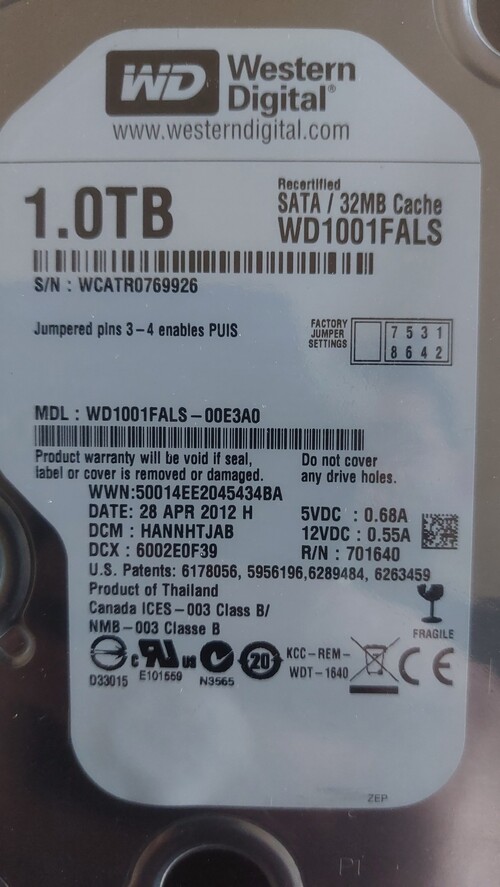 WD Western
Digital®
www.westerndigital.com
1.0TB
Recertified
SATA / 32MB Cache
WD1001FALS
S/N : WCATR0769926
Jumpered pins 3-4 enables PUIS
FACTORY
JUMPER
SETTINGS
7 5 3 1
8 6 4 2
MDL : WD1001FALS-00E3A0
Product warranty will be void if seal,
label or cover is removed or damaged.
Do not cover
any drive holes.
WWN:50014EE2045434BA
DATE: 28 APR 2012 H
DCM : HANNHTJAB
DCX : 6002E0F39
5VDC : 0.68A
12VDC : 0.55A
R/N : 701640
U.S. Patents: 6178056, 5956196,6289484, 6263459
Product of Thailand
Canada ICES-003 Class B/
NMB-003 Classe B
FRAGILE
D33015
c RU us
E101559
N3565
20
KCC-REM-
WDT-1640
CE
ZEP